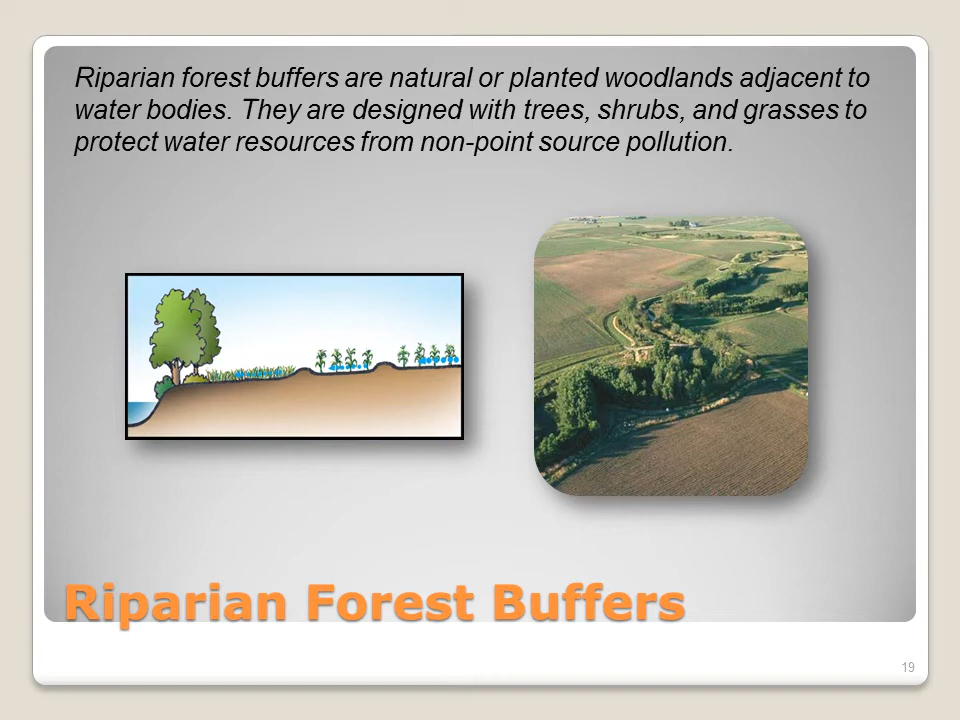 Riparian forest buffers are natural or planted woodlands adjacent to
water bodies. They are designed with trees, shrubs, and grasses to
protect water resources from non-point source pollution.
Riparian Forest Buffers
19